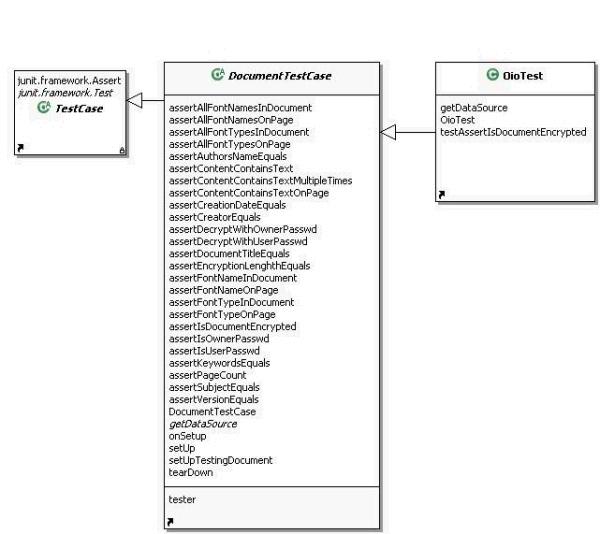 junit.framework.Assert
junit.framework.Test
TestCase
DocumentTestCase
assertAllFontNamesInDocument
assertAllFontNamesOnPage
assertAllFontTypesInDocument
assertAllFontTypesOnPage
assertAuthorsNameEquals
assertContentContainsText
assertContentContainsTextMultipleTimes
assertContentContainsTextOnPage
assertCreationDateEquals
assertCreatorEquals
assertDecryptWithOwnerPasswd
assertDecryptWithUserPasswd
assertDocumentTitleEquals
assertEncryptionLenghthEquals
assertFontNameInDocument
assertFontNameOnPage
assertFontTypeInDocument
assertFontTypeOnPage
assertIsDocumentEncrypted
assertIsOwnerPasswd
assertIsUserPasswd
assertKeywordsEquals
assertPageCount
assertSubjectEquals
assertVersionEquals
DocumentTestCase
getDataSource
onSetup
setUp
setUpTestingDocument
tearDown
tester
OioTest
getDataSource
OioTest
testAssertIsDocumentEncrypted